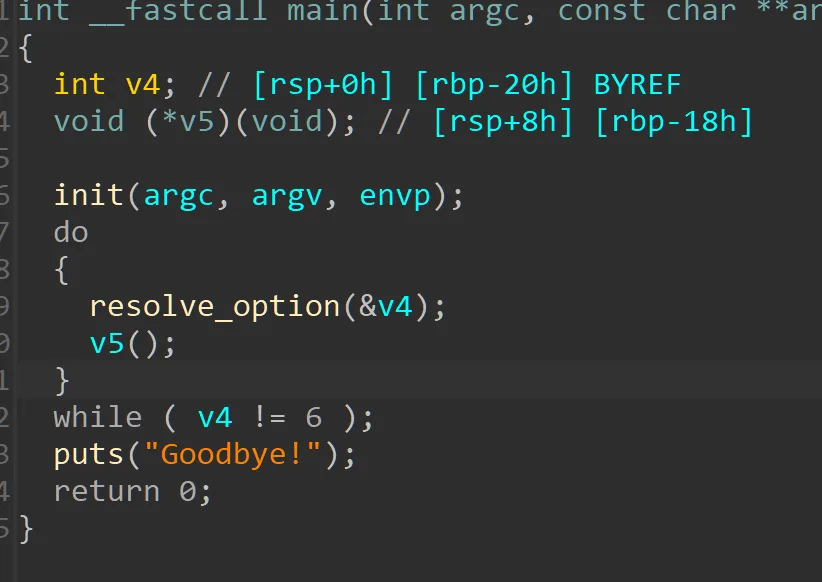 int __fastcall main(int argc, const char **ar
{
int v4; // [rsp+0h] [rbp-20h] BYREF
void (*v5)(void); // [rsp+8h] [rbp-18h]
init(argc, argv, envp);
do
{
resolve_option(&v4);
v5();
}
while ( v4 != 6 );
puts("Goodbye!");
return 0;
}